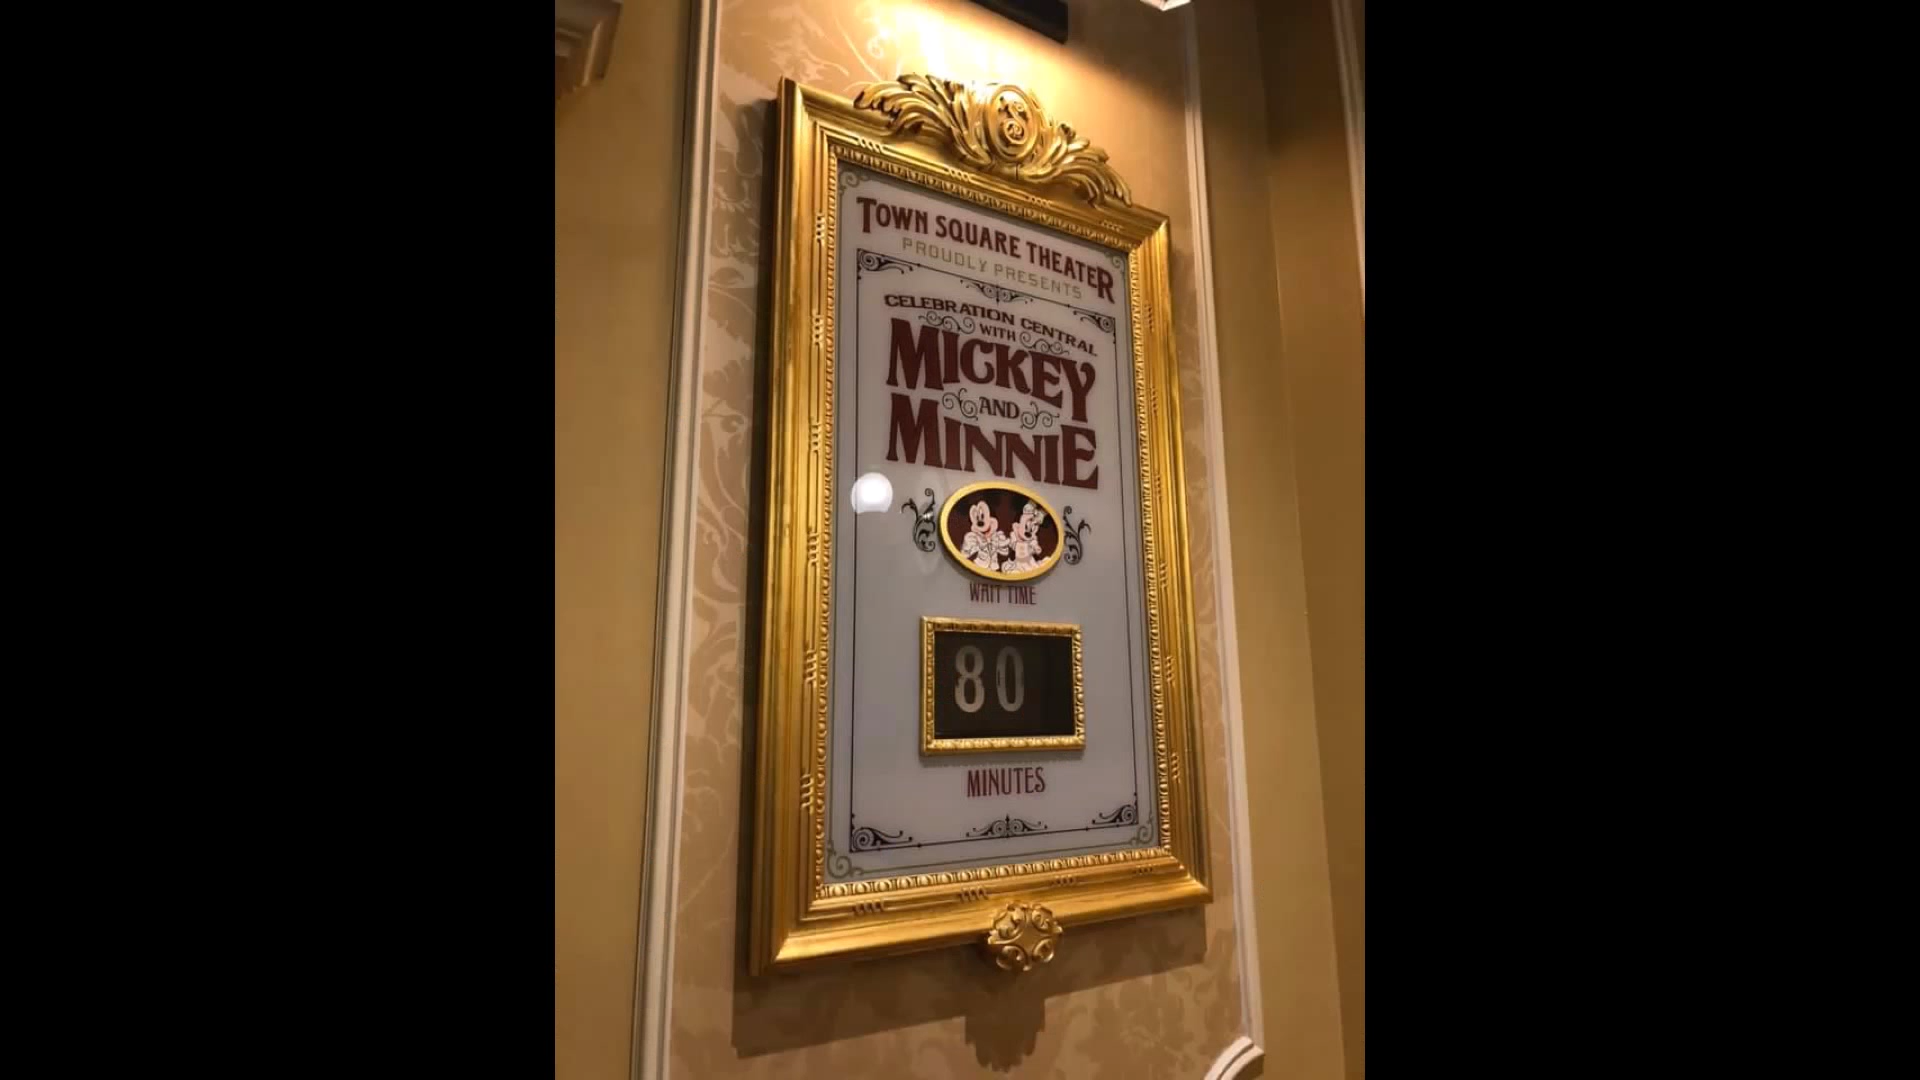 TOWN SQUARE THEATER
PROUDLY PRESENTS
CELEBRATION CENTRAL
WITH
MICKEY
AND
MINNIE
WAIT TIME
80
MINUTES